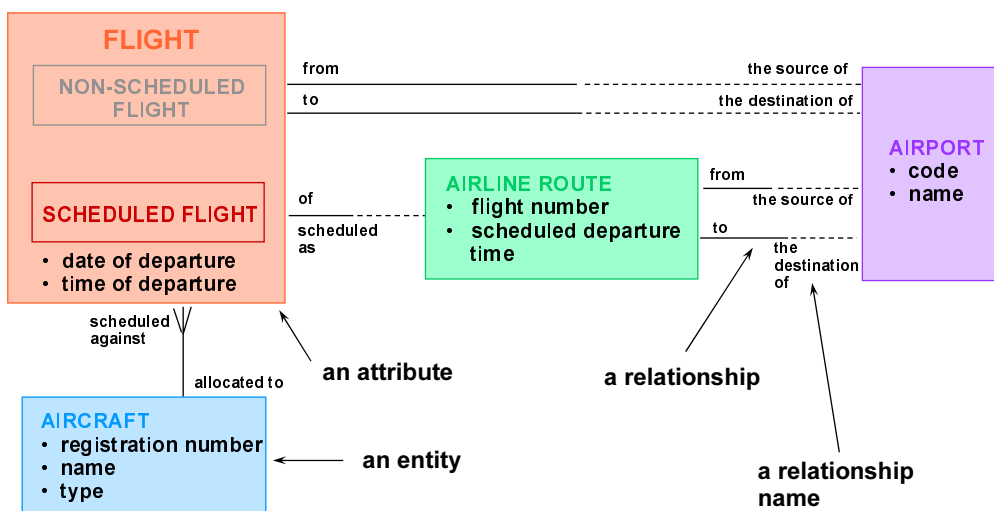 FLIGHT
NON-SCHEDULED
FLIGHT
SCHEDULED FLIGHT
• date of departure
• time of departure
from
the source of
to
the destination of
of
scheduled
as
AIRLINE ROUTE
• flight number
• scheduled departure
time
from
the source of
to
the
destination
of
AIRPORT
• code
• name
scheduled
against
allocated to
an attribute
a relationship
AIRCRAFT
• registration number
• name
• type
an entity
a relationship
name